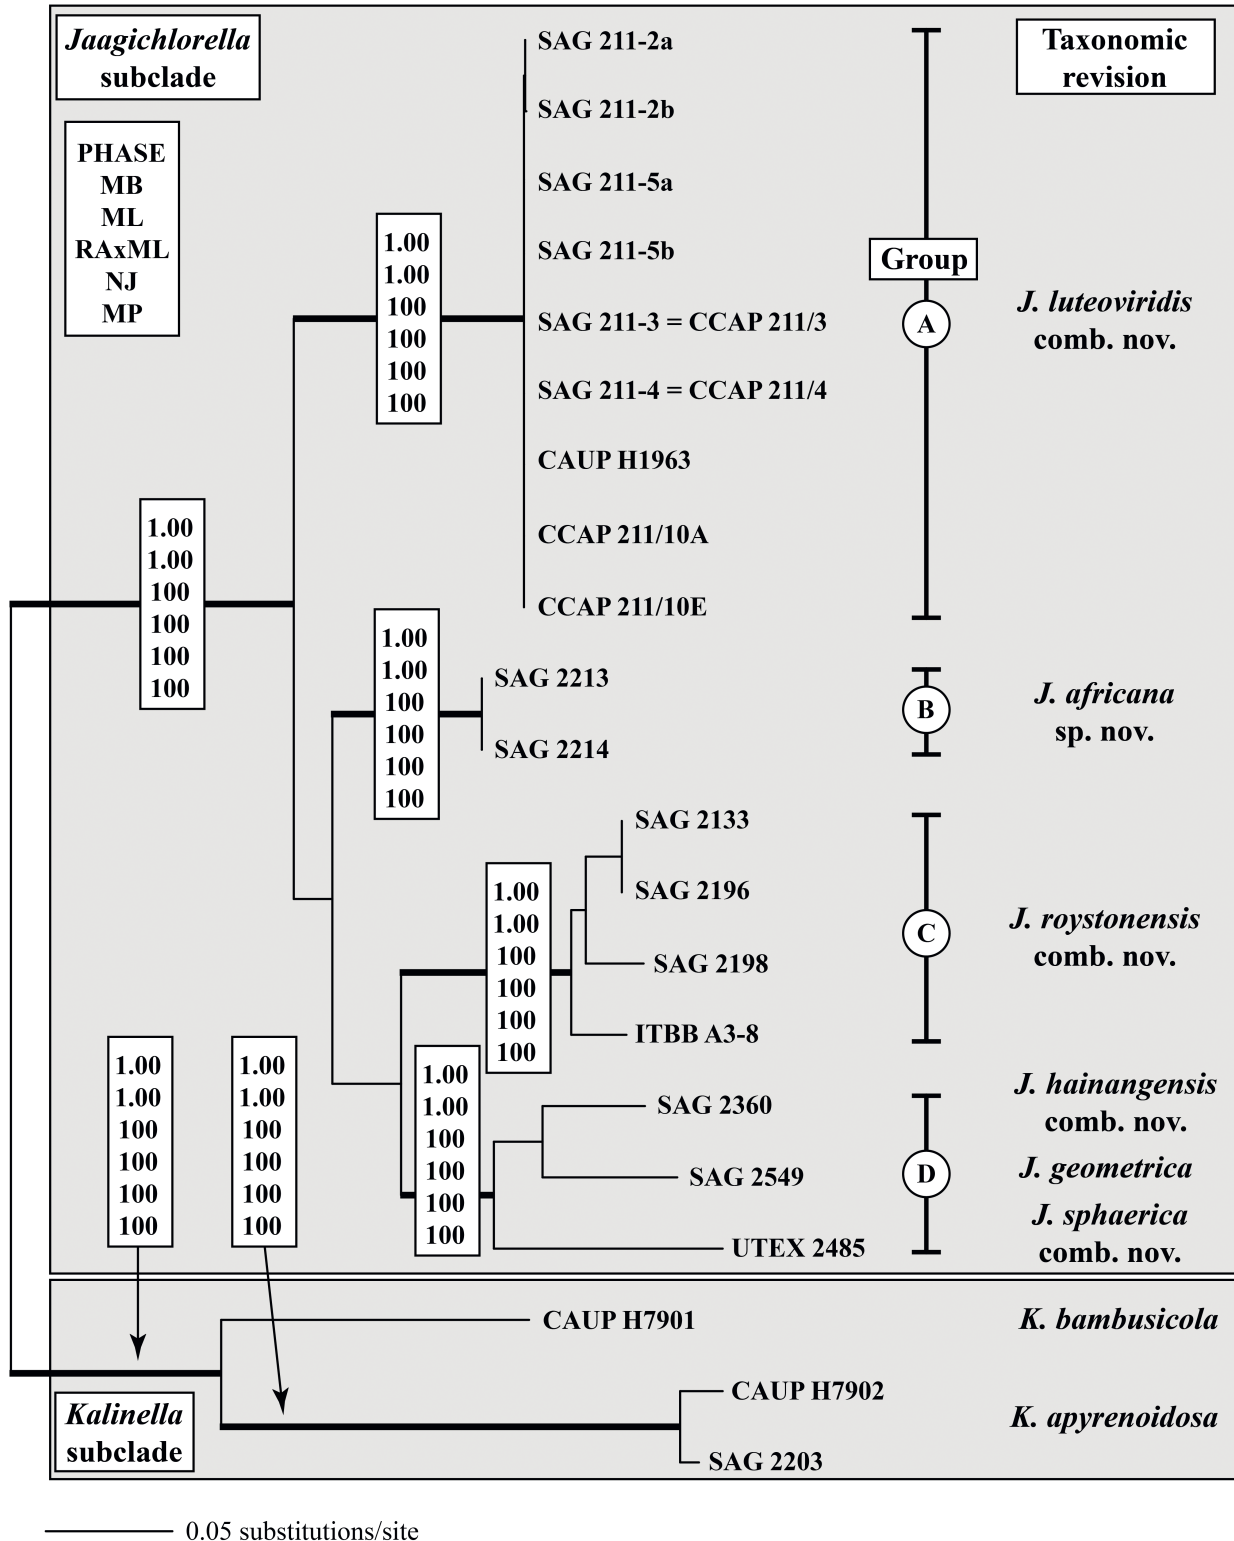 Jaagichlorella
subclade
Taxonomic
revision
PHASE
MB
ML
RAxML
NJ
MP
SAG 211-2a
SAG 211-2b
SAG 211-5a
SAG 211-5b
SAG 211-3 = CCAP 211/3
SAG 211-4 = CCAP 211/4
CAUP H1963
CCAP 211/10A
CCAP 211/10E
1.00
1.00
100
100
100
100
Group
A
J. luteoviridis
comb. nov.
1.00
1.00
100
100
100
100
1.00
1.00
100
100
100
100
SAG 2213
SAG 2214
B
J. africana
sp. nov.
SAG 2133
SAG 2196
SAG 2198
ITBB A3-8
1.00
1.00
100
100
100
100
C
J. roystonensis
comb. nov.
1.00
1.00
100
100
100
100
SAG 2360
SAG 2549
UTEX 2485
D
J. hainangensis
comb. nov.
J. geometrica
J. sphaerica
comb. nov.
1.00
1.00
100
100
100
100
1.00
1.00
100
100
100
100
CAUP H7901
K. bambusicola
CAUP H7902
SAG 2203
K. apyrenoidosa
Kalinella
subclade
0.05 substitutions/site